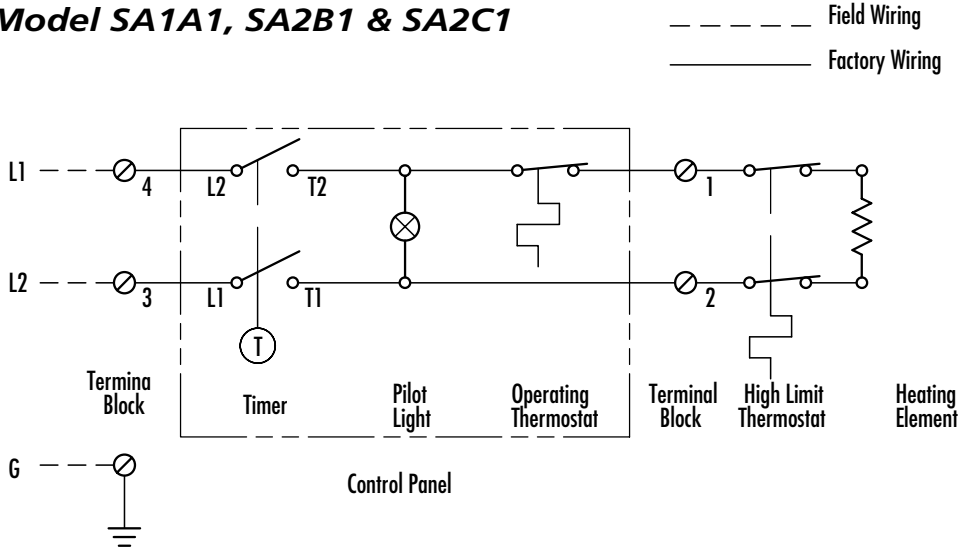 Model SA1A1, SA2B1 & SA2C1
Field Wiring
Factory Wiring
L1
4
L2
T2
1
L2
3
L1
T1
2
T
Termina
Block
Timer
Pilot
Light
Operating
Thermostat
Terminal
Block
High Limit
Thermostat
Heating
Element
G
Control Panel